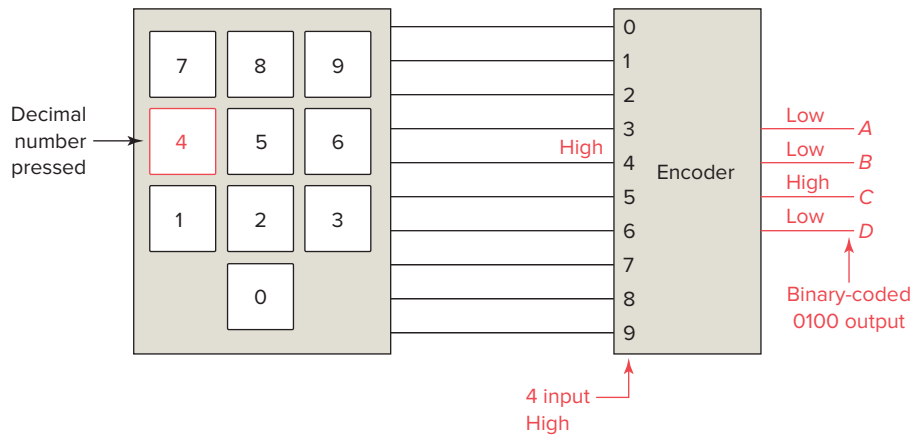 7 8 9
4 5 6
1 2 3
0
Decimal
number
pressed
High
0
1
2
3
4
5
6
7
8
9
Encoder
Low A
Low B
High C
Low D
Binary-coded
0100 output
4 input
High